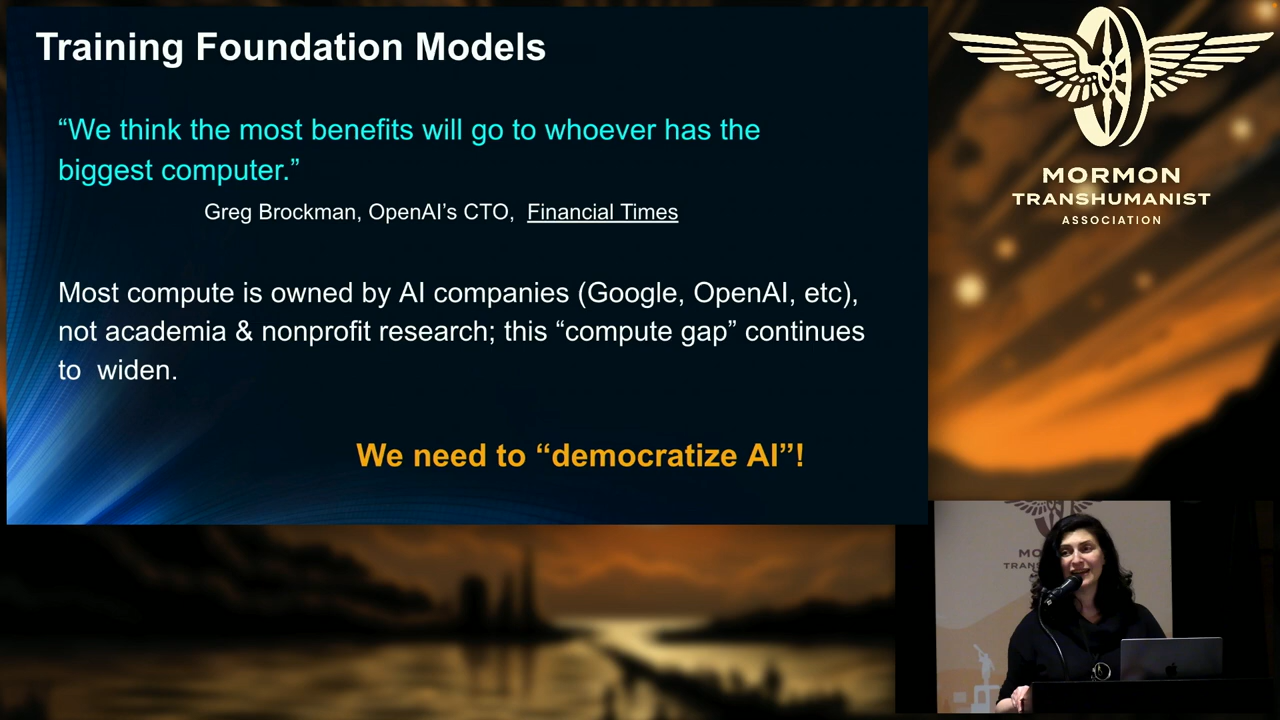 Training Foundation Models
“We think the most benefits will go to whoever has the
biggest computer.”
Greg Brockman, OpenAI’s CTO, Financial Times
Most compute is owned by AI companies (Google, OpenAI, etc),
not academia & nonprofit research; this “compute gap” continues
to widen.
We need to “democratize AI”!
MORMON
TRANSHUMANIST
ASSOCIATION
MO
TRANS